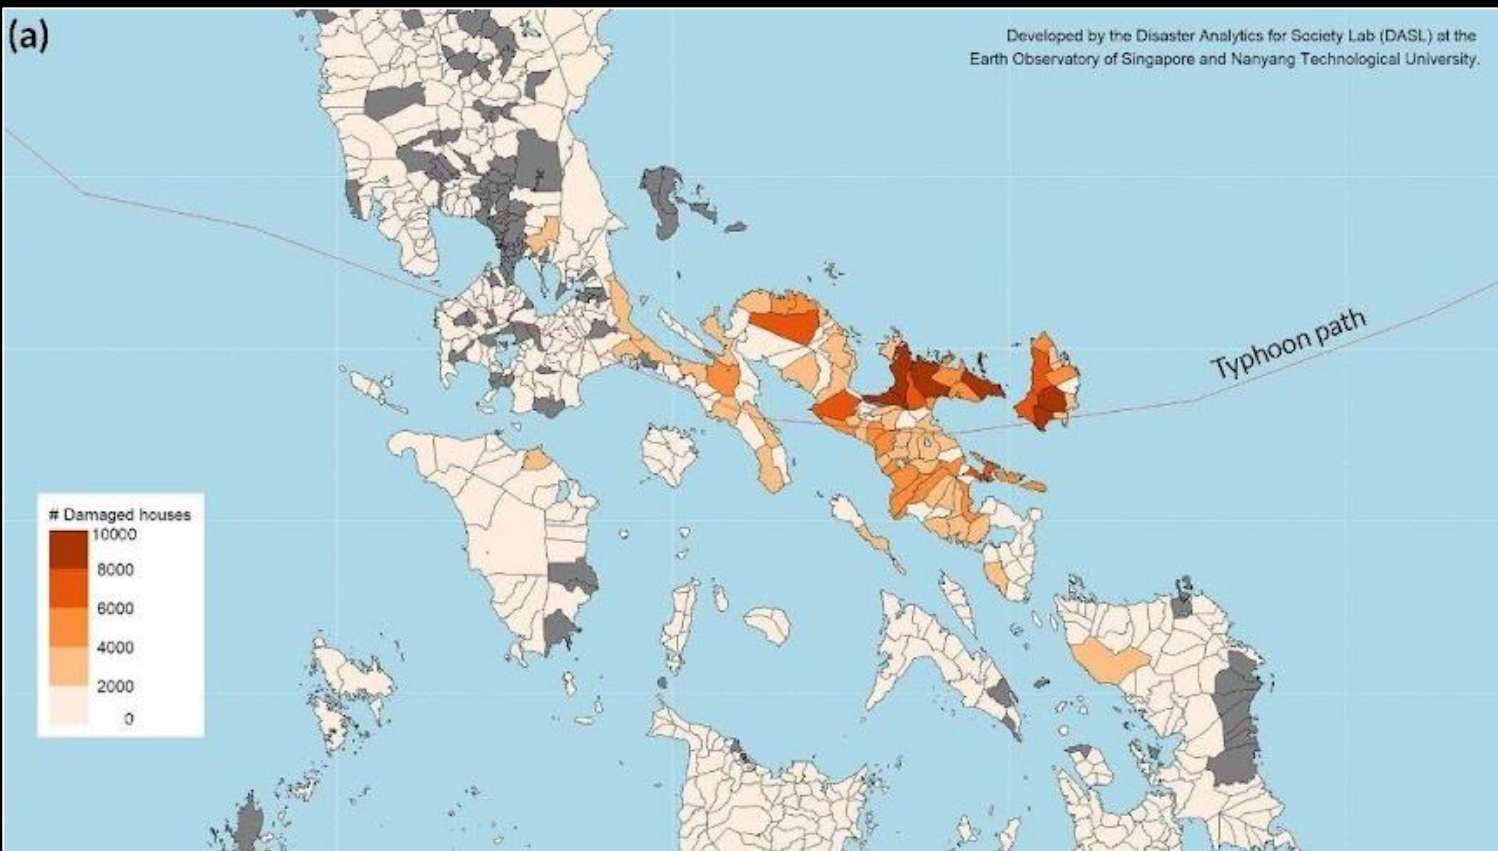 (a)
Developed by the Disaster Analytics for Society Lab (DASL) at the
Earth Observatory of Singapore and Nanyang Technological University.
Typhoon path
# Damaged houses
10000
8000
6000
4000
2000
0